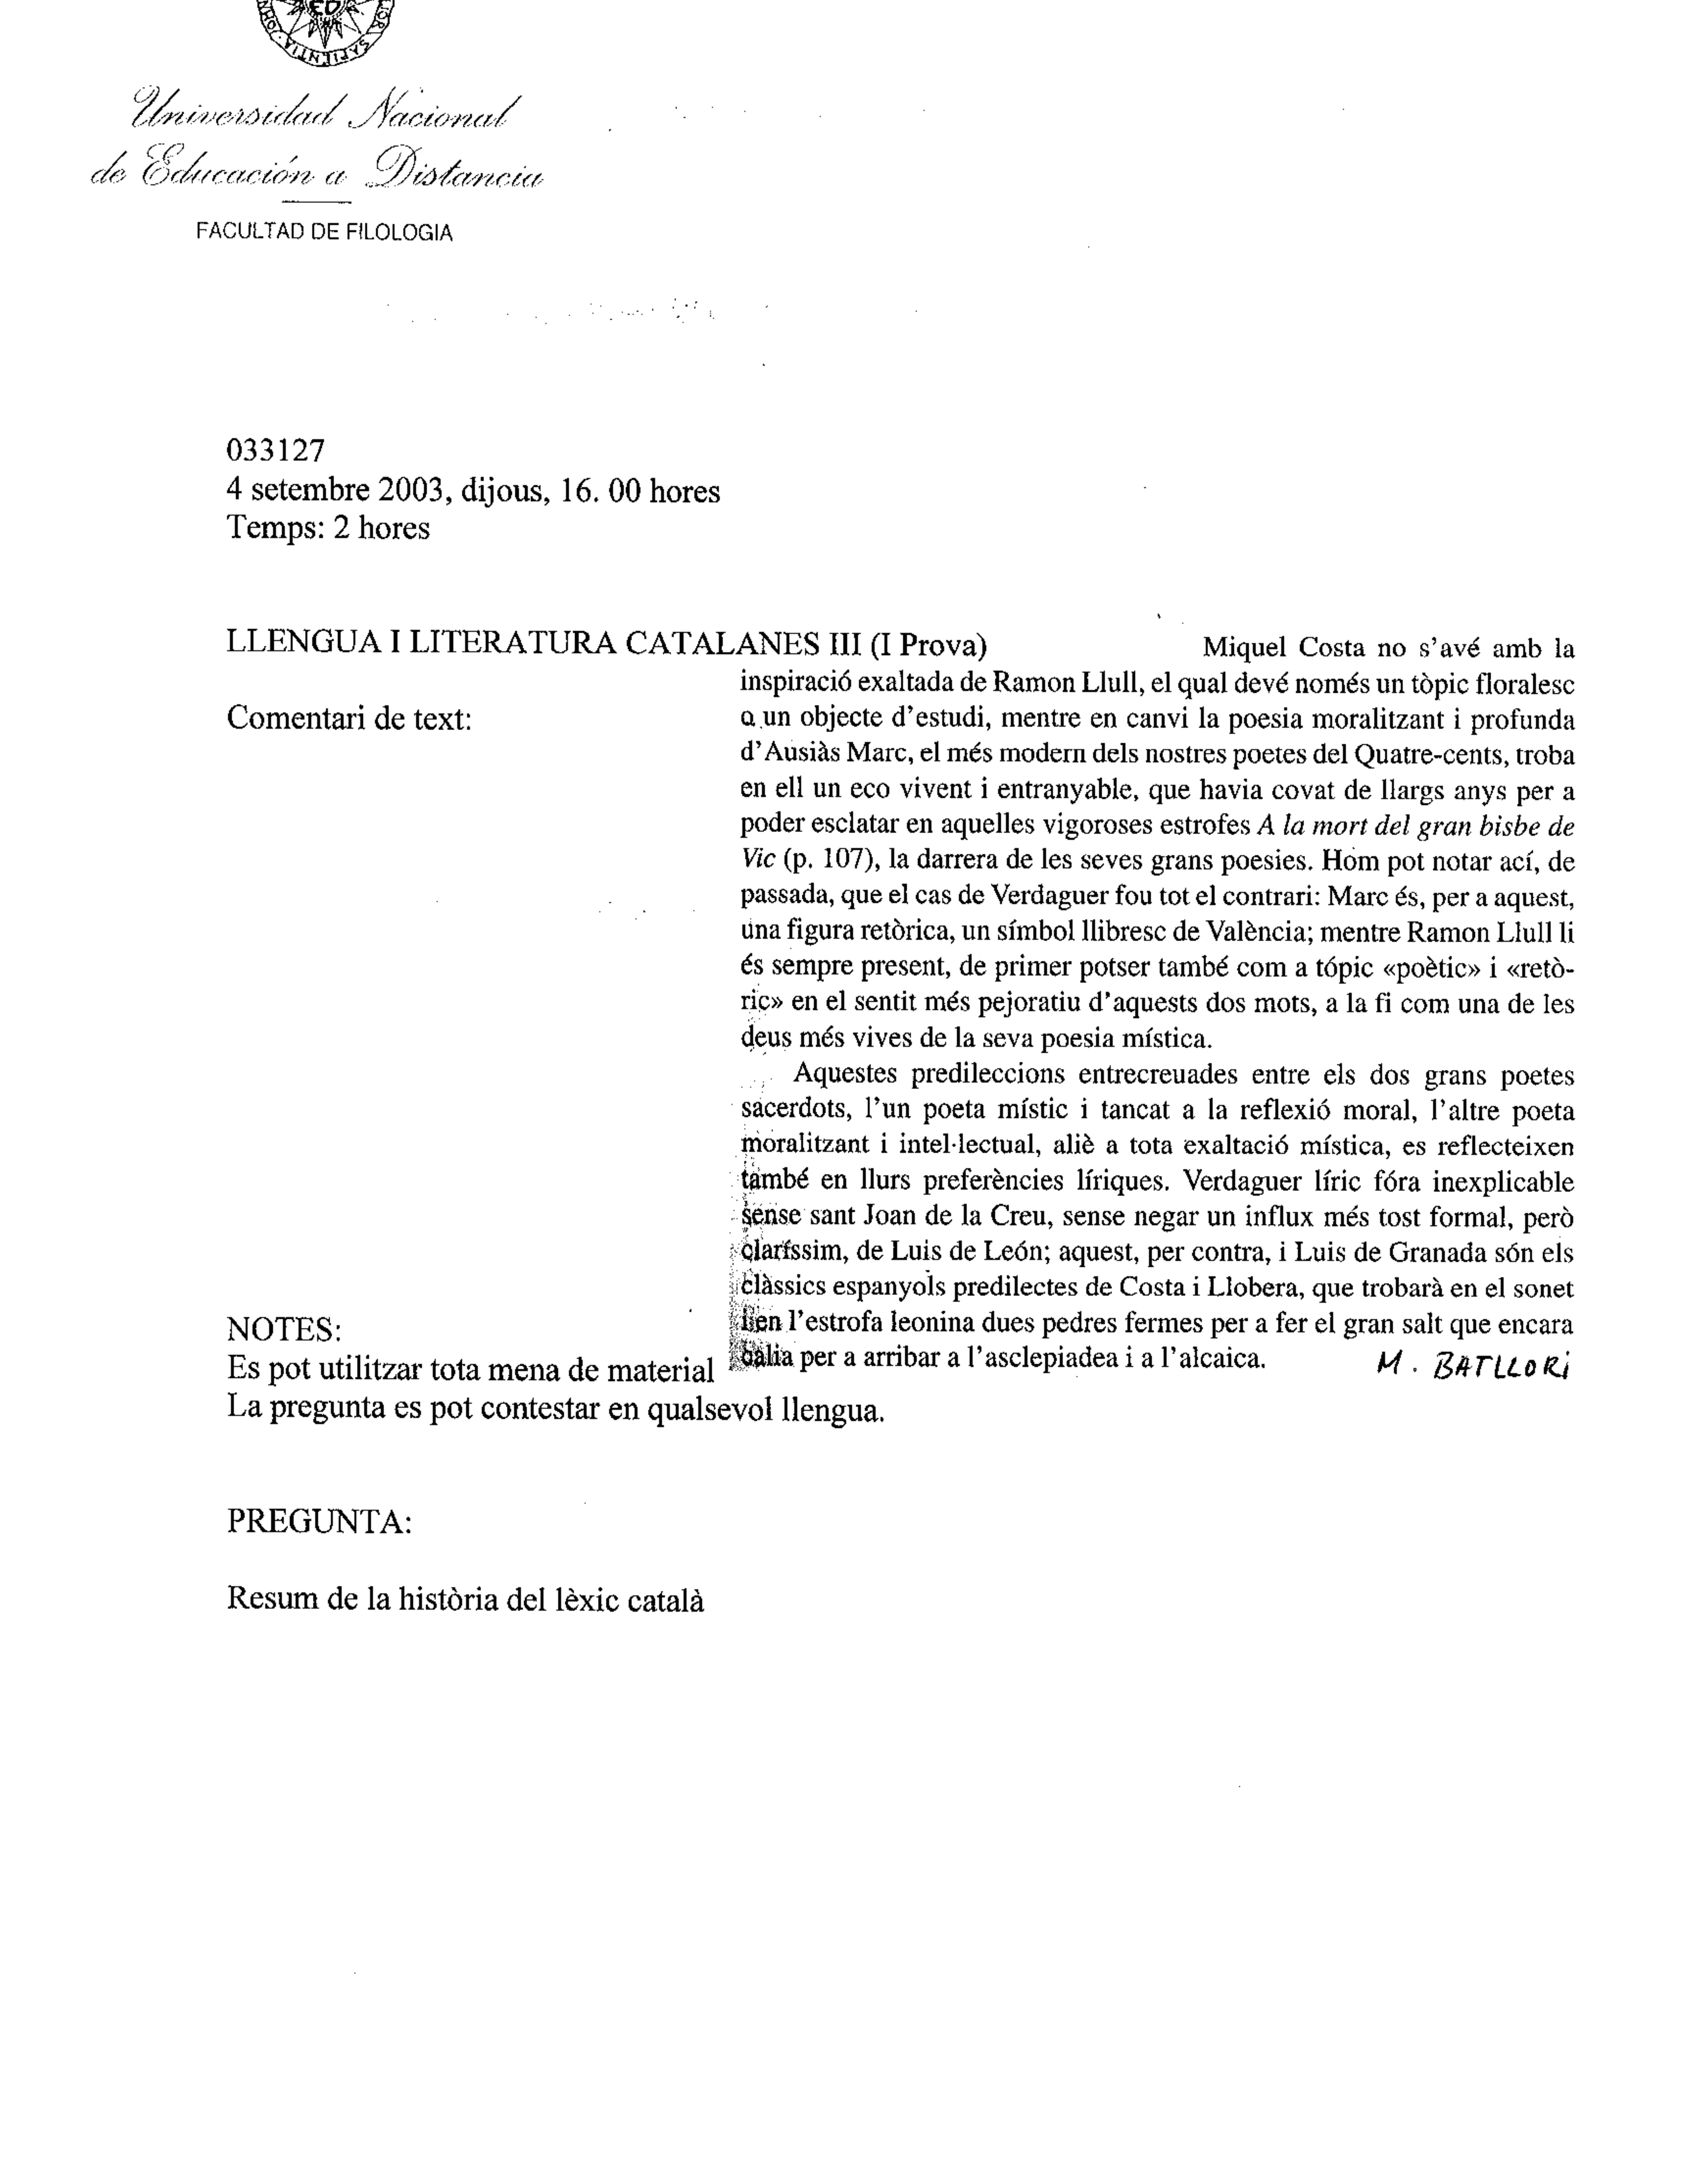 Universidad Nacional
de Educación a Distancia
FACULTAD DE FILOLOGIA
033127
4 setembre 2003, dijous, 16. 00 hores
Temps: 2 hores
LLENGUA I LITERATURA CATALANES III (I Prova)
Comentari de text:
Miquel Costa no s'avé amb la
inspiració exaltada de Ramon Llull, el qual devé només un tòpic floralesc
o un objecte d'estudi, mentre en canvi la poesia moralitzant i profunda
d'Ausiàs Marc, el més modern dels nostres poetes del Quatre-cents, troba
en ell un eco vivent i entranyable, que havia covat de llargs anys per a
poder esclatar en aquelles vigoroses estrofes A la mort del gran bisbe de
Vic (p. 107), la darrera de les seves grans poesies. Hom pot notar ací, de
passada, que el cas de Verdaguer fou tot el contrari: Marc és, per a aquest,
una figura retòrica, un símbol llibresc de València; mentre Ramon Llull li
és sempre present, de primer potser també com a tópic «poètic» i «retò-
ric» en el sentit més pejoratiu d'aquests dos mots, a la fi com una de les
deus més vives de la seva poesia mística.
Aquestes predileccions entrecreuades entre els dos grans poetes
sacerdots, l'un poeta místic i tancat a la reflexió moral, l'altre poeta
moralitzant i intel·lectual, aliè a tota exaltació mística, es reflecteixen
també en llurs preferències líriques. Verdaguer líric fóra inexplicable
sense sant Joan de la Creu, sense negar un influx més tost formal, però
claríssim, de Luis de León; aquest, per contra, i Luis de Granada són els
clàssics espanyols predilectes de Costa i Llobera, que trobarà en el sonet
i en l'estrofa leonina dues pedres fermes per a fer el gran salt que encara
calia per a arribar a l'asclepiadea i a l'alcaica.
M. BATLLORi
NOTES:
Es pot utilitzar tota mena de material
La pregunta es pot contestar en qualsevol llengua.
PREGUNTA:
Resum de la història del lèxic català